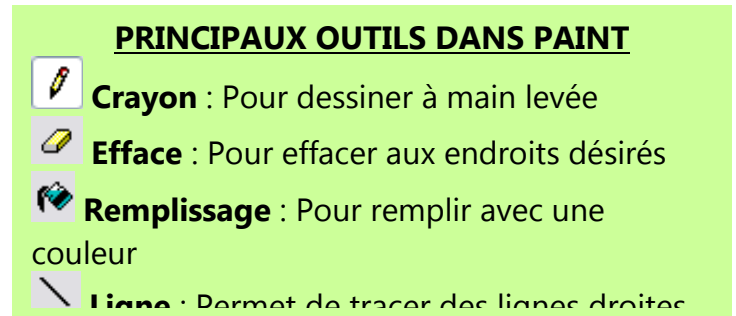 PRINCIPAUX OUTILS DANS PAINT
Crayon : Pour dessiner à main levée
Efface : Pour effacer aux endroits désirés
Remplissage : Pour remplir avec une
couleur
Ligne : Permet de tracer des lignes droites